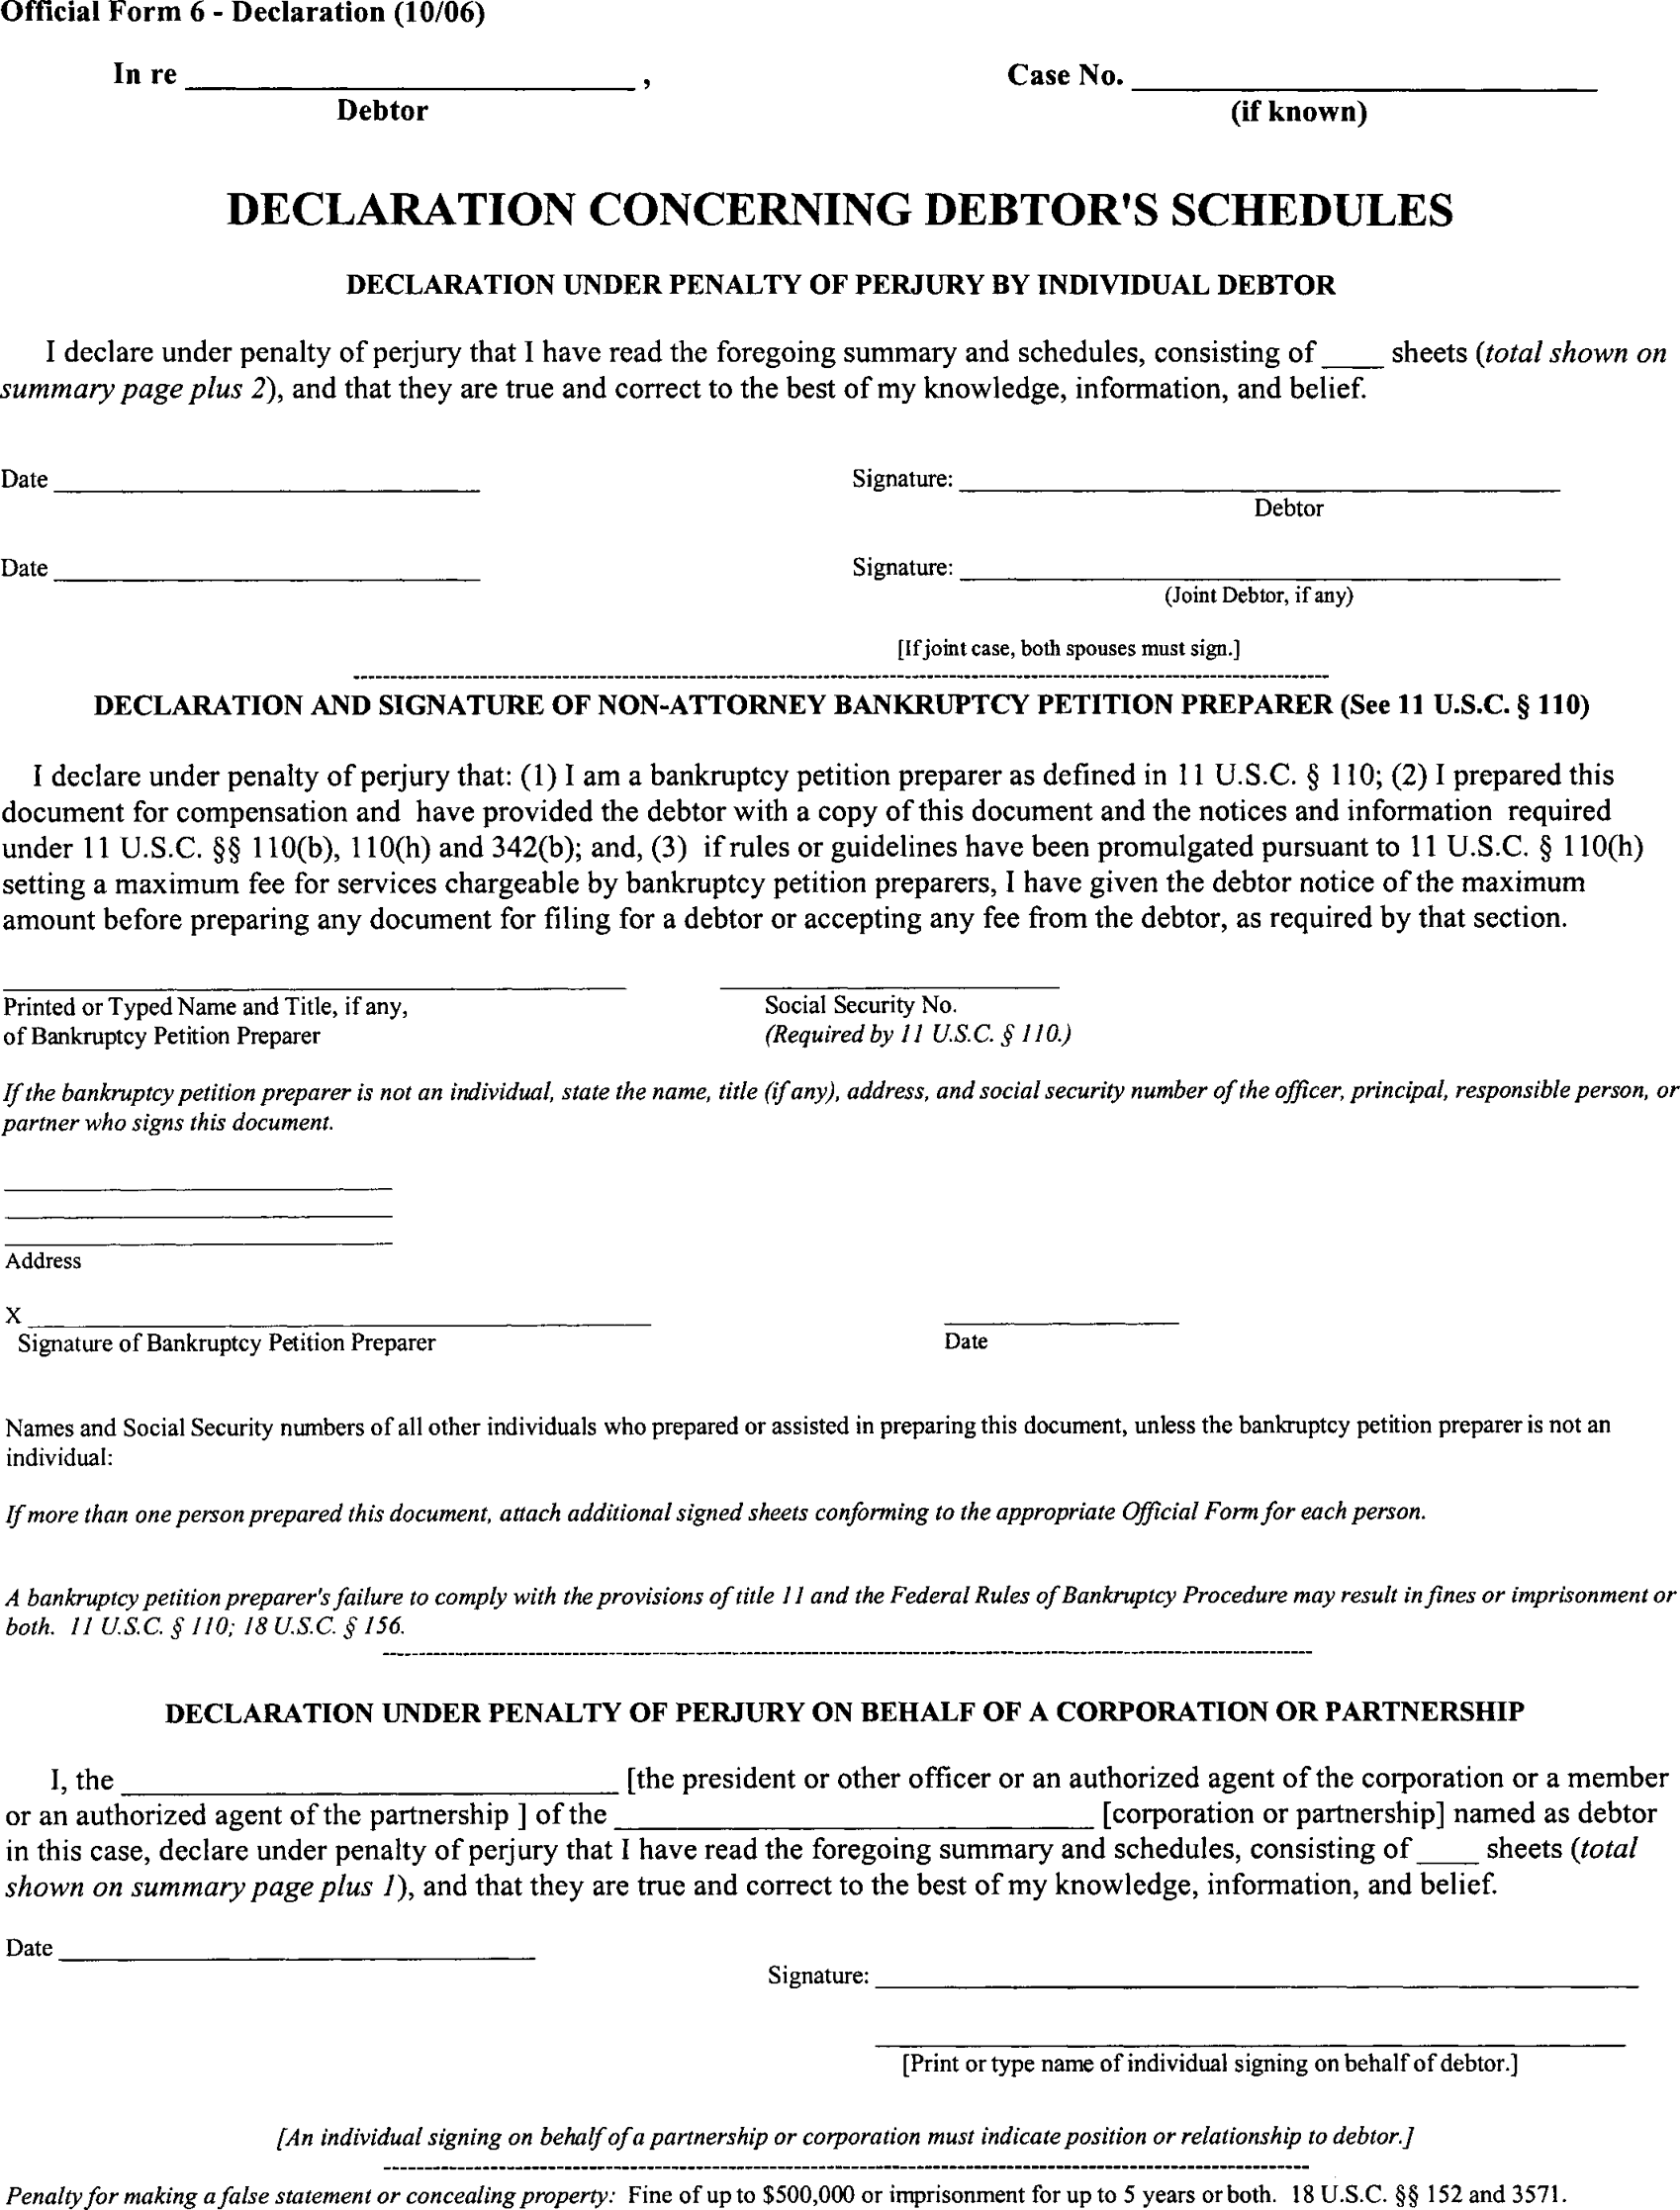 Official Form 6 - Declaration (10/06)
In re ____________________________ , Case No. ____________________________
Debtor (if known)
DECLARATION CONCERNING DEBTOR'S SCHEDULES
DECLARATION UNDER PENALTY OF PERJURY BY INDIVIDUAL DEBTOR
I declare under penalty of perjury that I have read the foregoing summary and schedules, consisting of ____ sheets (total shown on
summary page plus 2), and that they are true and correct to the best of my knowledge, information, and belief.
Date ____________________________ Signature: ____________________________
Debtor
Date ____________________________ Signature: ____________________________
(Joint Debtor, if any)
[If joint case, both spouses must sign.]
DECLARATION AND SIGNATURE OF NON-ATTORNEY BANKRUPTCY PETITION PREPARER (See 11 U.S.C. § 110)
I declare under penalty of perjury that: (1) I am a bankruptcy petition preparer as defined in 11 U.S.C. § 110; (2) I prepared this
document for compensation and have provided the debtor with a copy of this document and the notices and information required
under 11 U.S.C. §§ 110(b), 110(h) and 342(b); and, (3) if rules or guidelines have been promulgated pursuant to 11 U.S.C. § 110(h)
setting a maximum fee for services chargeable by bankruptcy petition preparers, I have given the debtor notice of the maximum
amount before preparing any document for filing for a debtor or accepting any fee from the debtor, as required by that section.
Printed or Typed Name and Title, if any, Social Security No.
of Bankruptcy Petition Preparer (Required by 11 U.S.C. § 110.)
If the bankruptcy petition preparer is not an individual, state the name, title (if any), address, and social security number of the officer, principal, responsible person, or
partner who signs this document.
Address
X ____________________________
Signature of Bankruptcy Petition Preparer Date
Names and Social Security numbers of all other individuals who prepared or assisted in preparing this document, unless the bankruptcy petition preparer is not an
individual:
If more than one person prepared this document, attach additional signed sheets conforming to the appropriate Official Form for each person.
A bankruptcy petition preparer's failure to comply with the provisions of title 11 and the Federal Rules of Bankruptcy Procedure may result in fines or imprisonment or
both. 11 U.S.C. § 110; 18 U.S.C. § 156.
DECLARATION UNDER PENALTY OF PERJURY ON BEHALF OF A CORPORATION OR PARTNERSHIP
I, the ____________________________ [the president or other officer or an authorized agent of the corporation or a member
or an authorized agent of the partnership ] of the ____________________________ [corporation or partnership] named as debtor
in this case, declare under penalty of perjury that I have read the foregoing summary and schedules, consisting of ____ sheets (total
shown on summary page plus 1), and that they are true and correct to the best of my knowledge, information, and belief.
Date ____________________________
Signature: ____________________________
[Print or type name of individual signing on behalf of debtor.]
[An individual signing on behalf of a partnership or corporation must indicate position or relationship to debtor.]
Penalty for making a false statement or concealing property: Fine of up to $500,000 or imprisonment for up to 5 years or both. 18 U.S.C. §§ 152 and 3571.